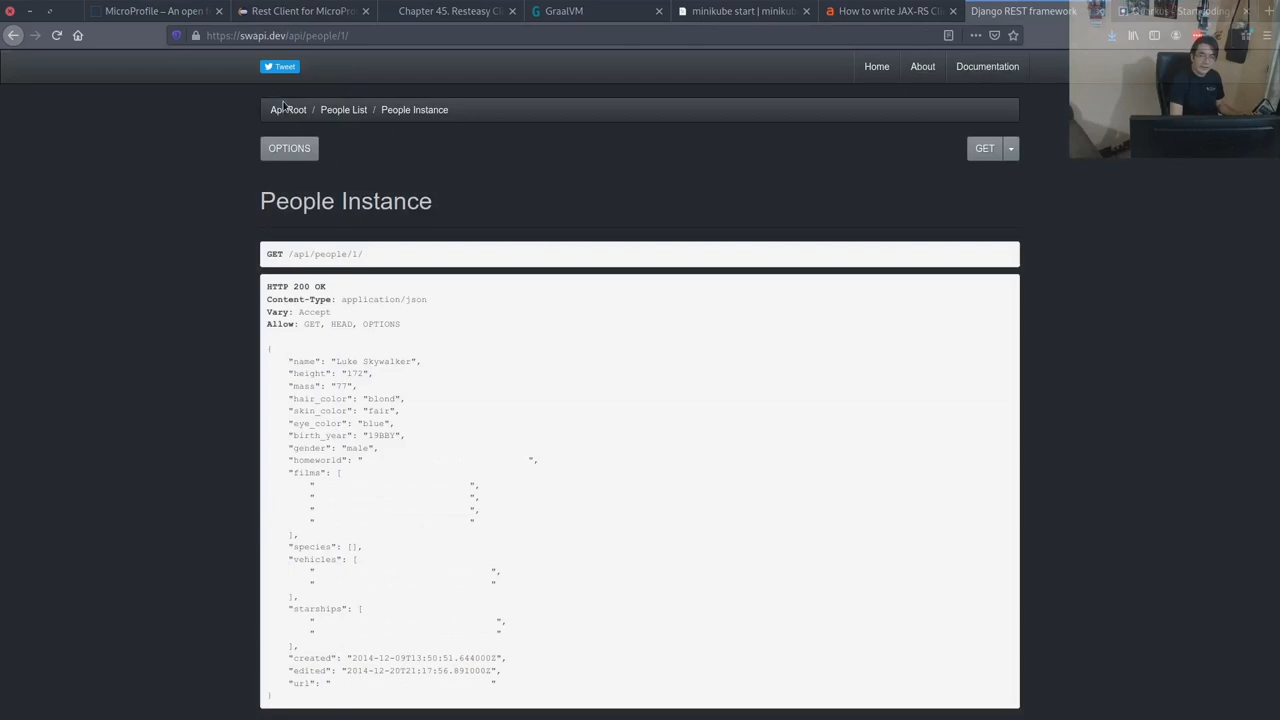 MicroProfile – An open f
Rest Client for MicroPro
Chapter 45. Resteasy Cl
GraalVM
minikube start | minikub
How to write JAX-RS Cli
Django REST framework
https://swapi.dev/api/people/1/
Tweet
Home
About
Documentation
Api Root / People List / People Instance
OPTIONS
GET
People Instance
GET /api/people/1/
HTTP 200 OK
Content-Type: application/json
Vary: Accept
Allow: GET, HEAD, OPTIONS
{
"name": "Luke Skywalker",
"height": "172",
"mass": "77",
"hair_color": "blond",
"skin_color": "fair",
"eye_color": "blue",
"birth_year": "19BBY",
"gender": "male",
"homeworld": " ",
"films": [
" ",
" ",
" ",
" "
],
"species": [],
"vehicles": [
" ",
" "
],
"starships": [
" ",
" "
],
"created": "2014-12-09T13:50:51.644000Z",
"edited": "2014-12-20T21:17:56.891000Z",
"url": " "
}